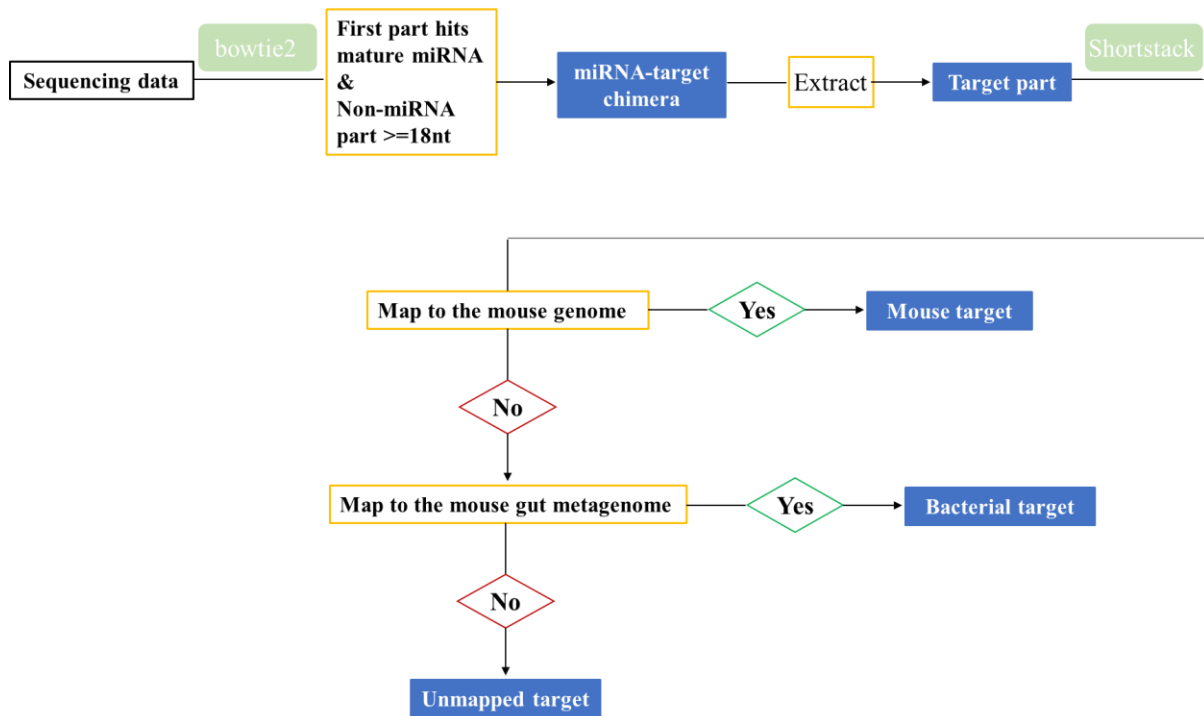 bowtie2
Sequencing data
First part hits
mature miRNA
&
Non-miRNA
part >=18nt
miRNA-target
chimera
Extract
Target part
Shortstack
Map to the mouse genome
Yes
Mouse target
No
Map to the mouse gut metagenome
Yes
Bacterial target
No
Unmapped target